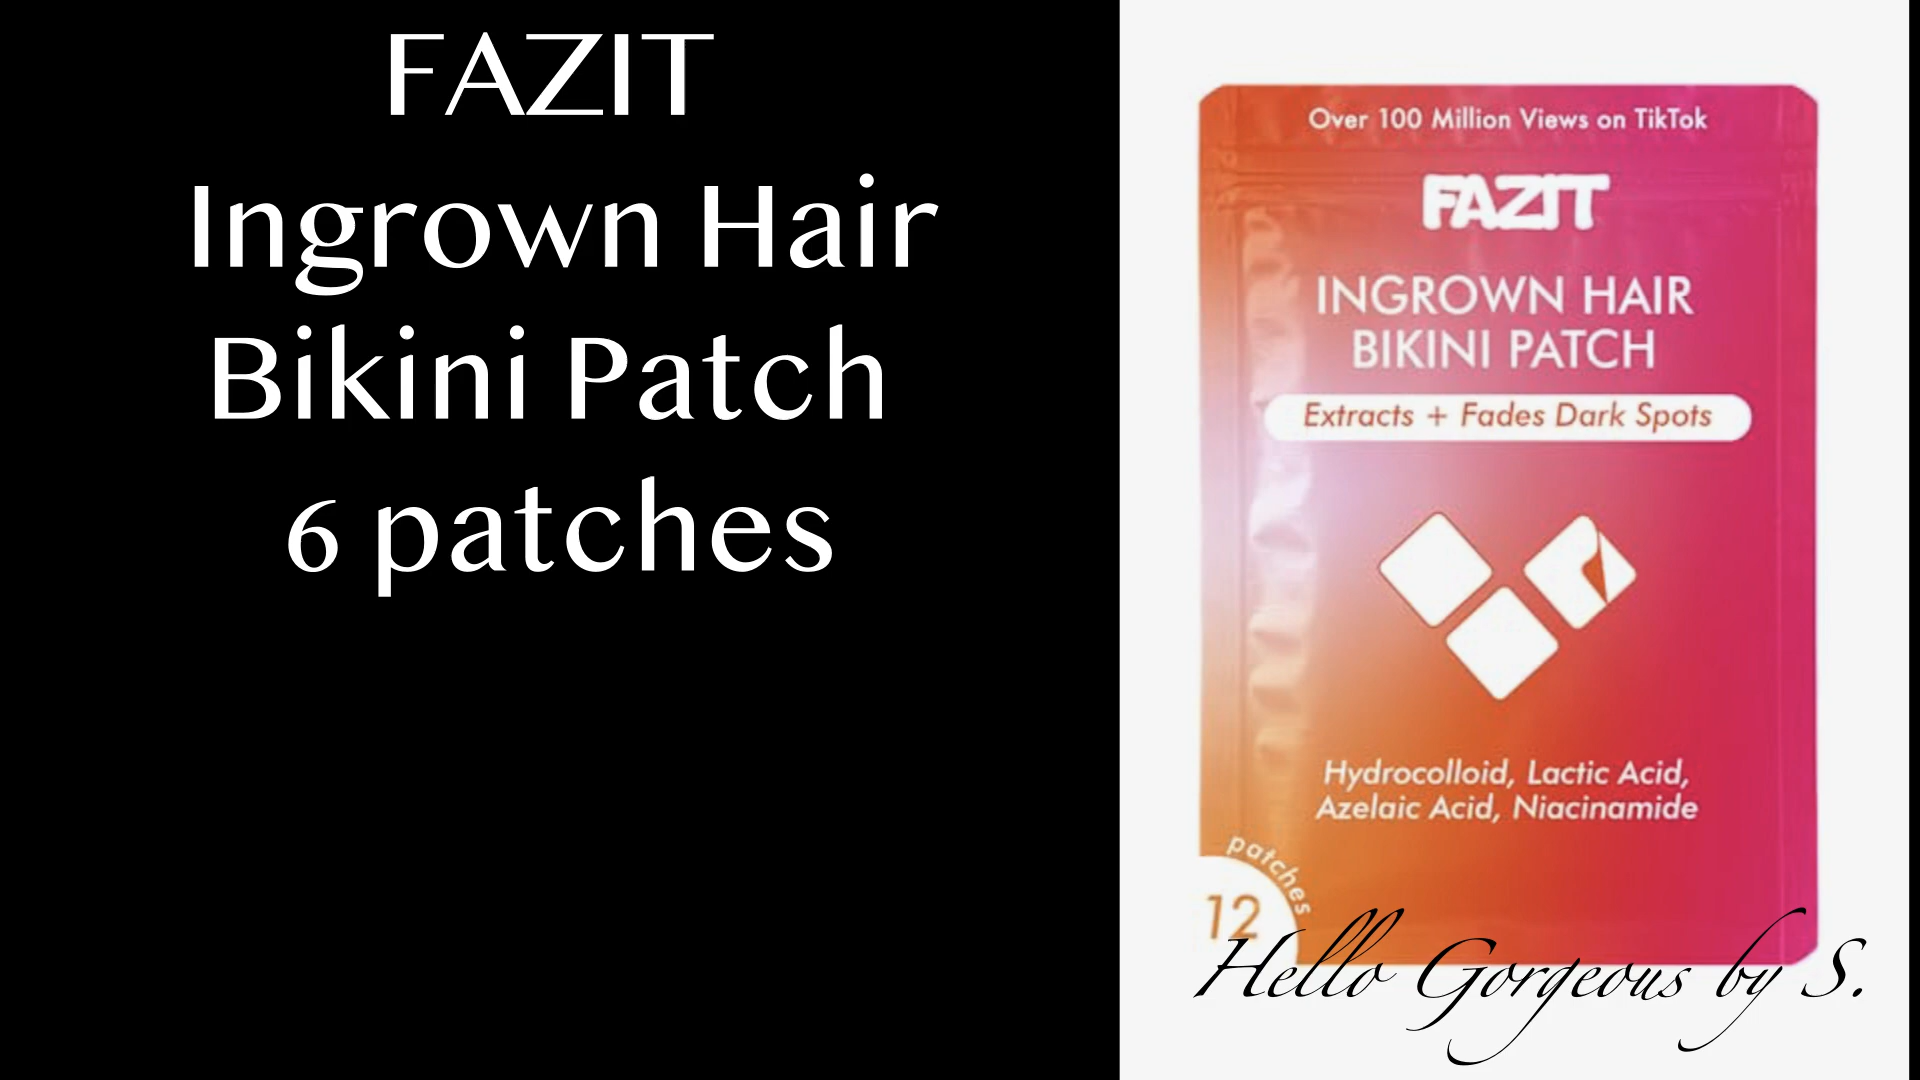 FAZIT
Ingrown Hair
Bikini Patch
6 patches
Over 100 Million Views on TikTok
FAZIT
INGROWN HAIR
BIKINI PATCH
Extracts + Fades Dark Spots
Hydrocolloid, Lactic Acid,
Azelaic Acid, Niacinamide
patches
12
Hello Gorgeous by S.